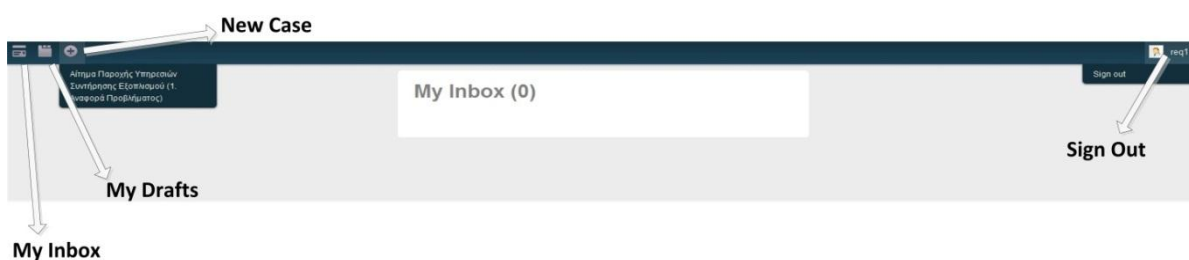 New Case
req1
Αίτημα Παροχής Υπηρεσιών
Συντήρησης Εξοπλισμού (1.
Αναφορά Προβλήματος)
My Inbox (0)
Sign out
Sign Out
My Drafts
My Inbox